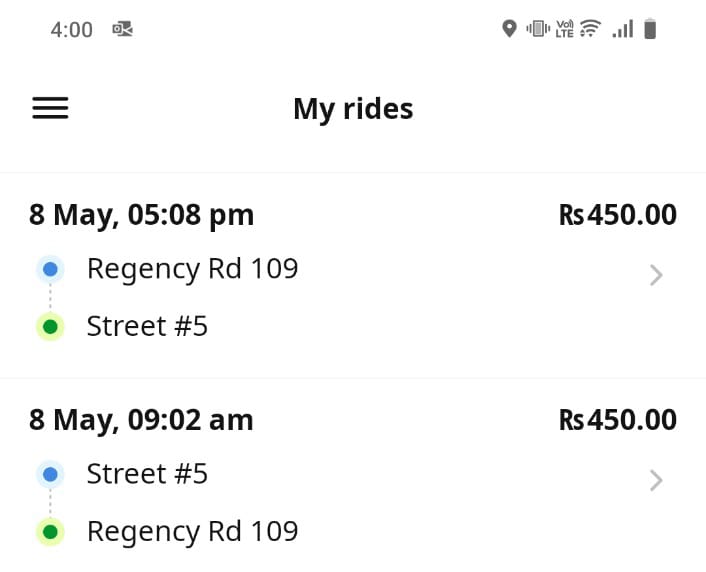 4:00 Vo) LTE
My rides
8 May, 05:08 pm Rs450.00
Regency Rd 109
Street #5
8 May, 09:02 am Rs450.00
Street #5
Regency Rd 109